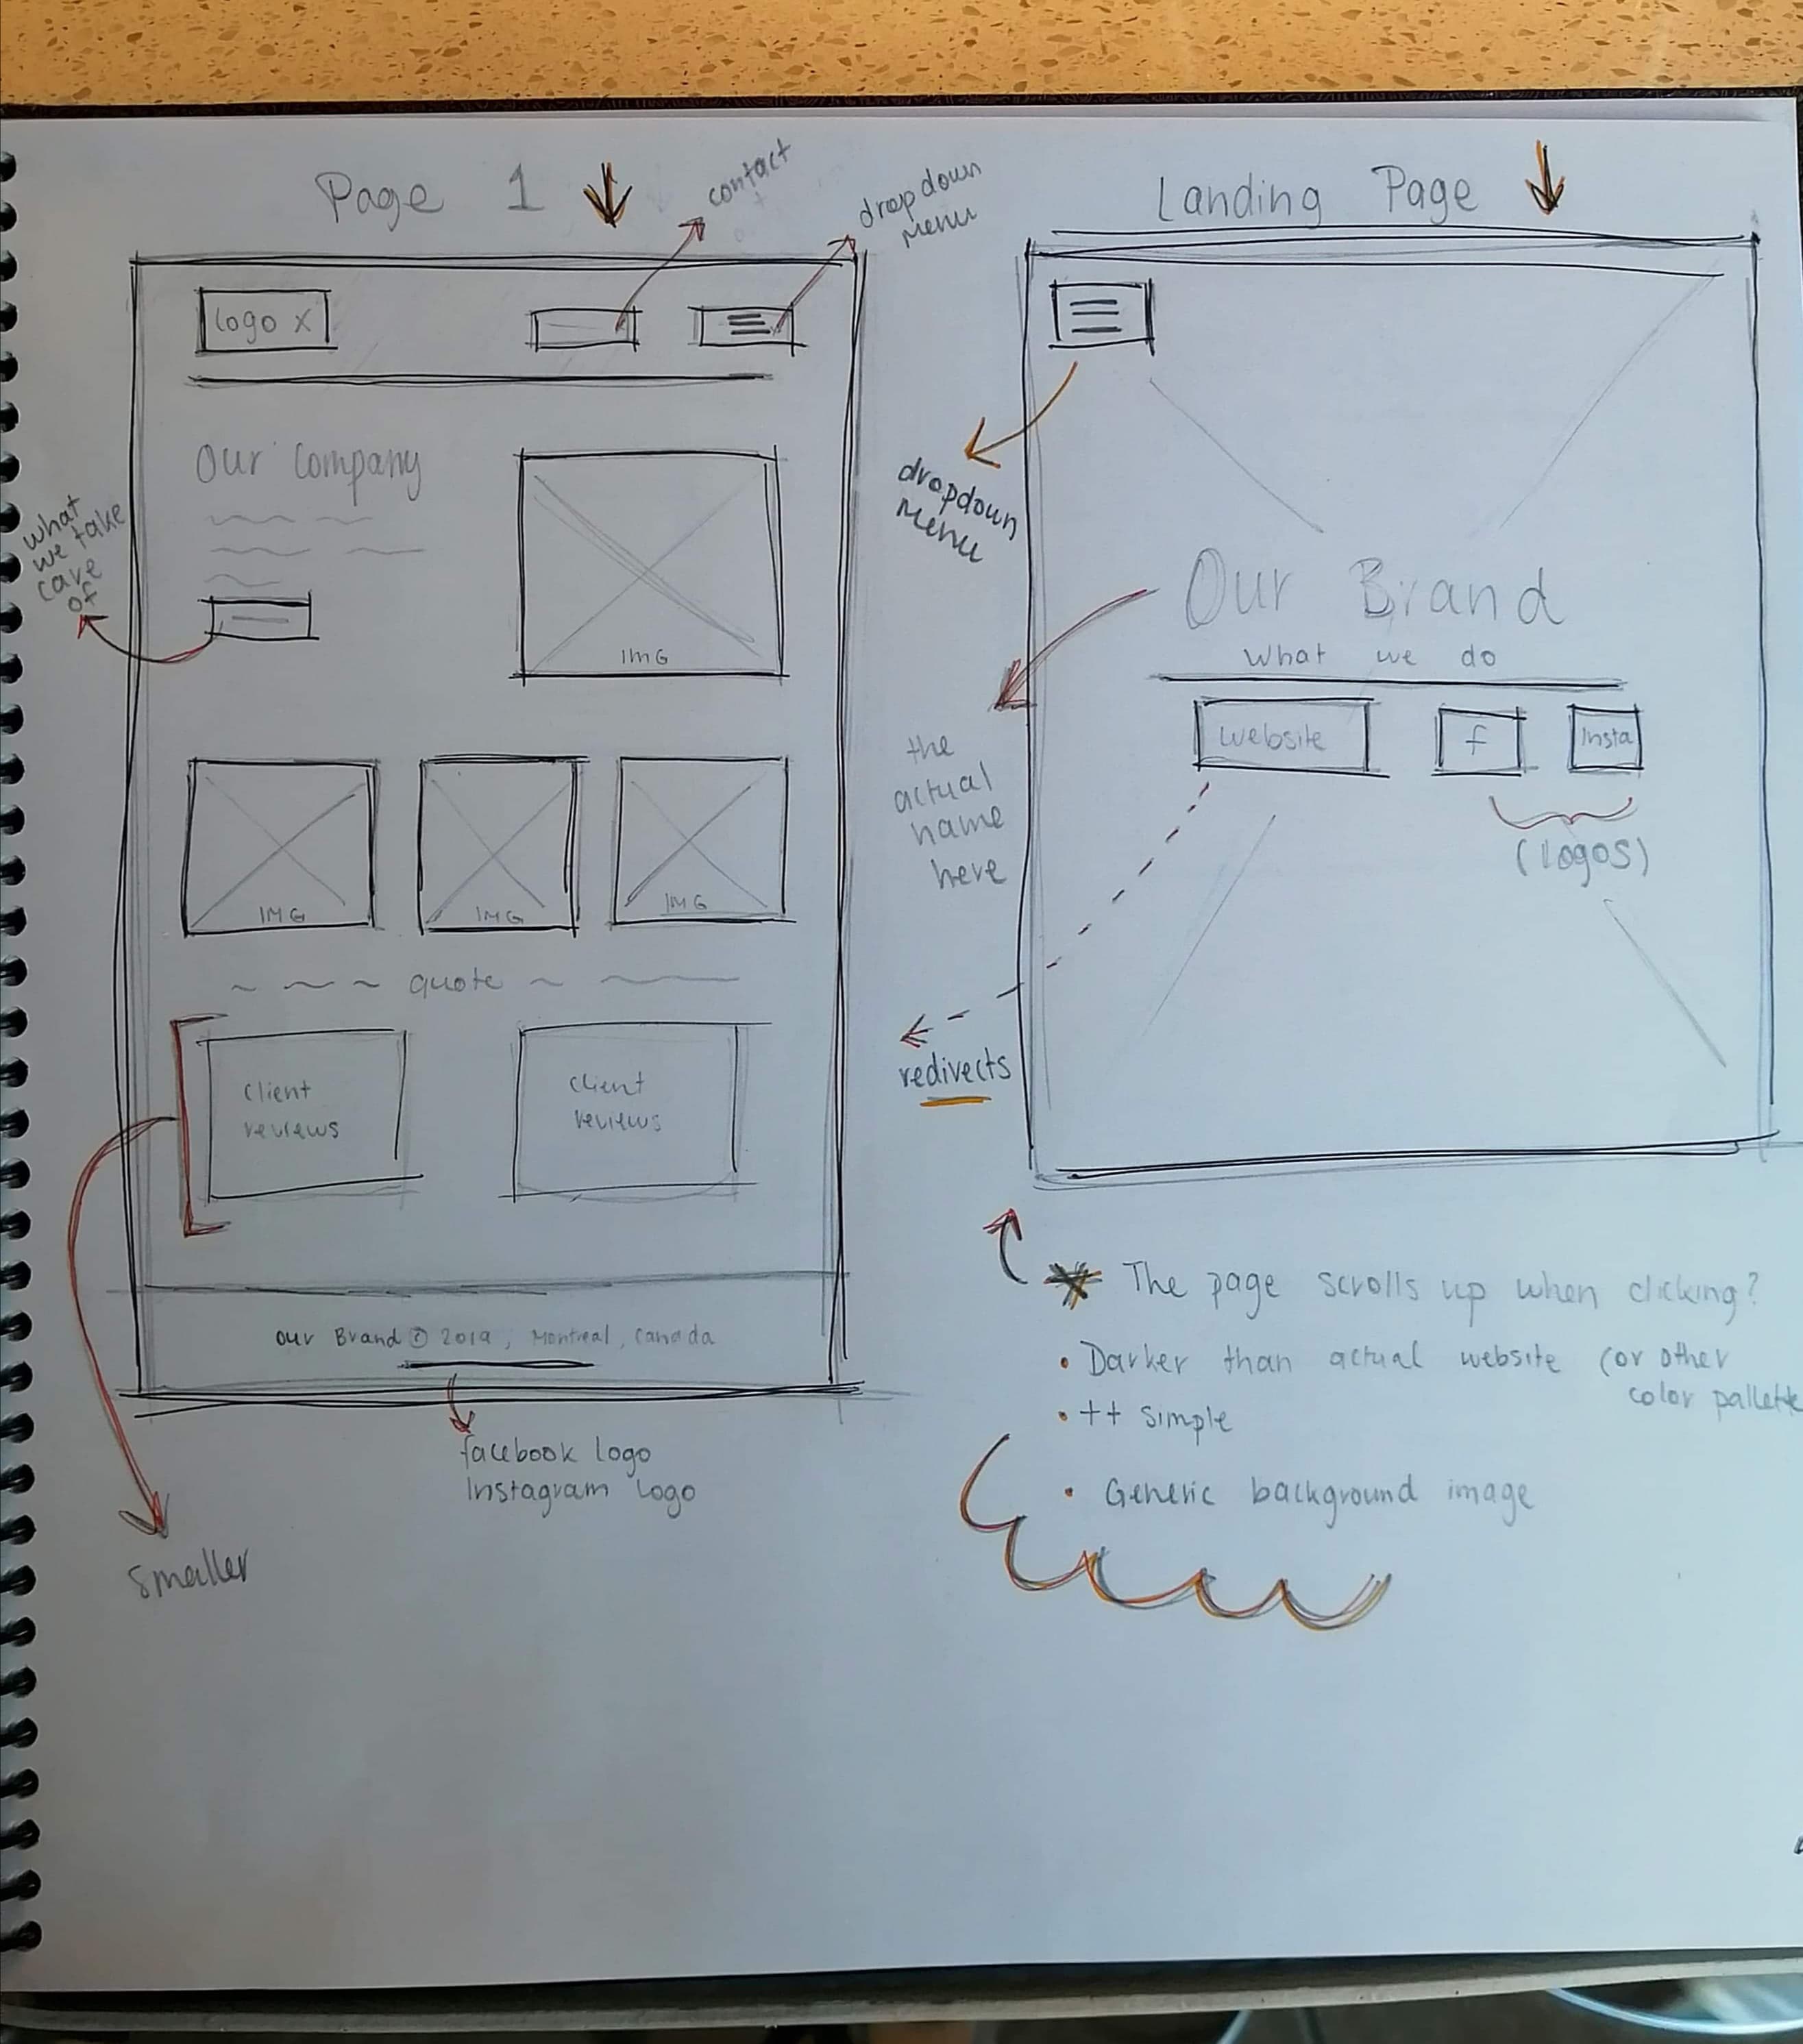 Page 1
contact
dropdown
menu
logo x
Our Company
what
we take
care
of
IMG
IMG
IMG
IMG
quote
client
reviews
client
reviews
Our Brand © 2019, Montreal, Canada
facebook logo
Instagram logo
smaller
Landing Page
dropdown
menu
Our Brand
What we do
website
f
Insta
(logos)
the
actual
name
here
redirects
The page scrolls up when clicking?
• Darker than actual website (or other
color pallette
• ++ simple
• Generic background image